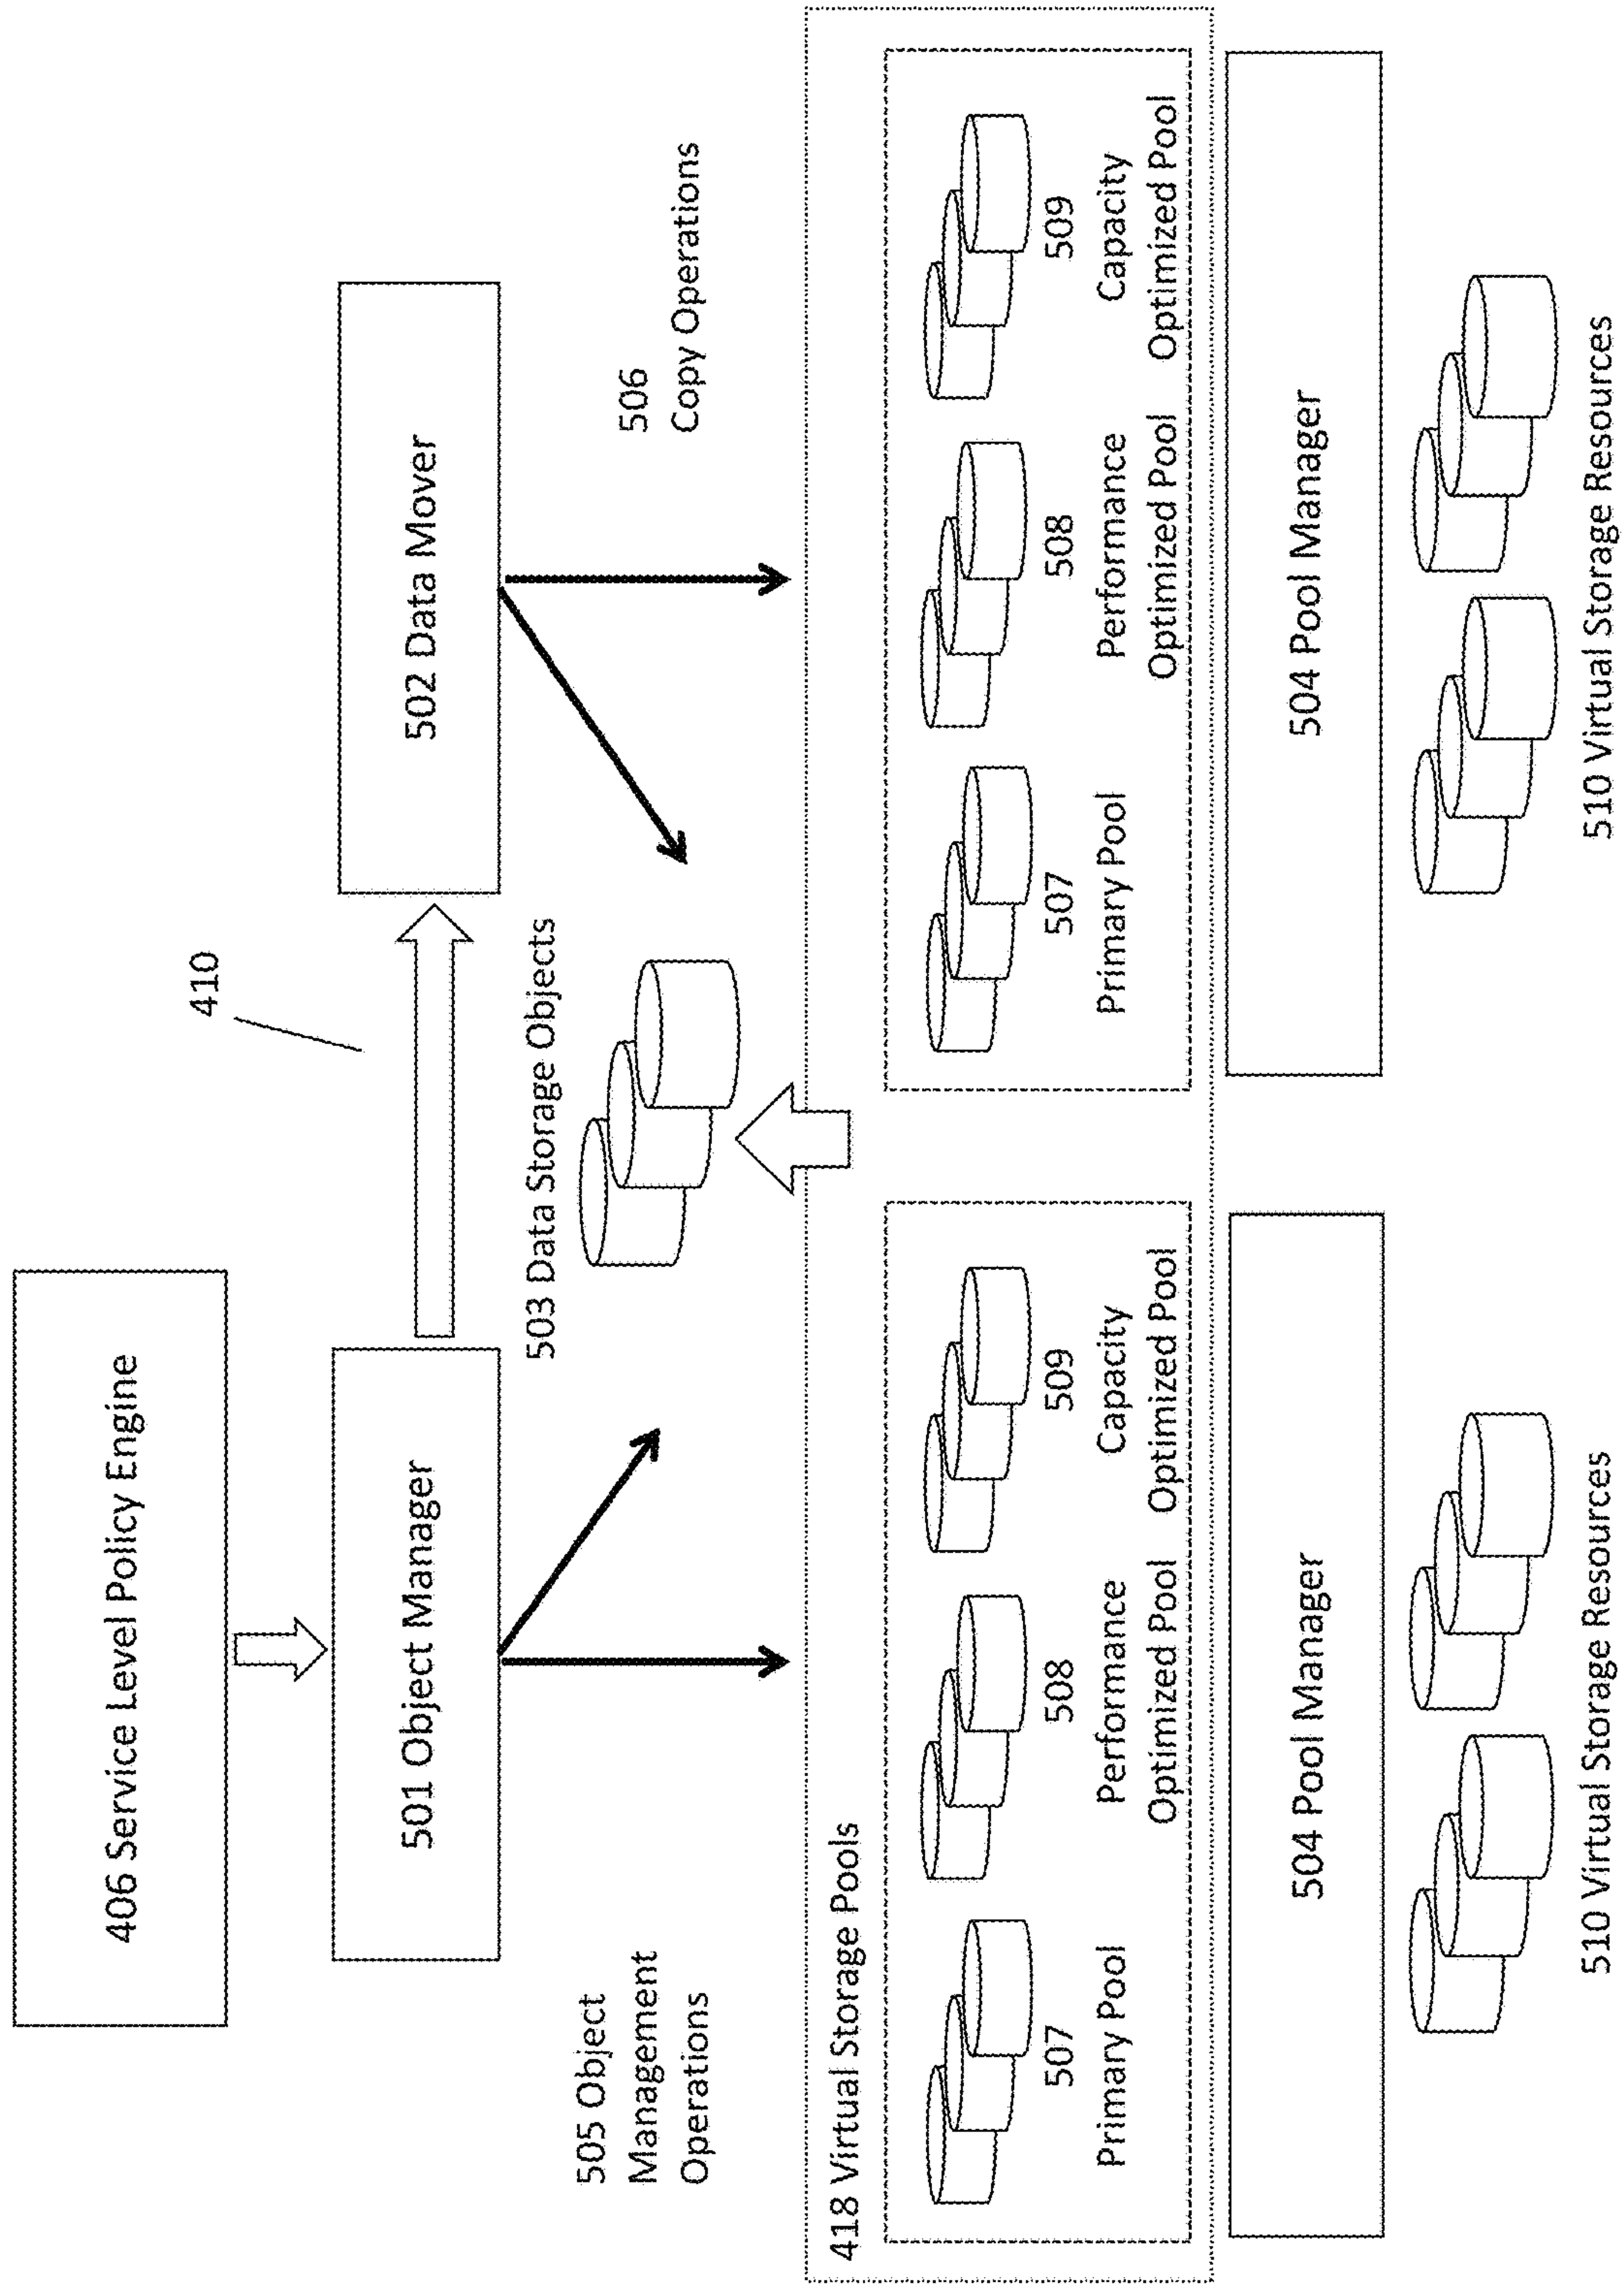 406 Service Level Policy Engine
410
501 Object Manager
502 Data Mover
503 Data Storage Objects
505 Object
Management
Operations
506
Copy Operations
418 Virtual Storage Pools
507
Primary Pool
508
Performance
Optimized Pool
509
Capacity
Optimized Pool
507
Primary Pool
508
Performance
Optimized Pool
509
Capacity
Optimized Pool
504 Pool Manager
504 Pool Manager
510 Virtual Storage Resources
510 Virtual Storage Resources